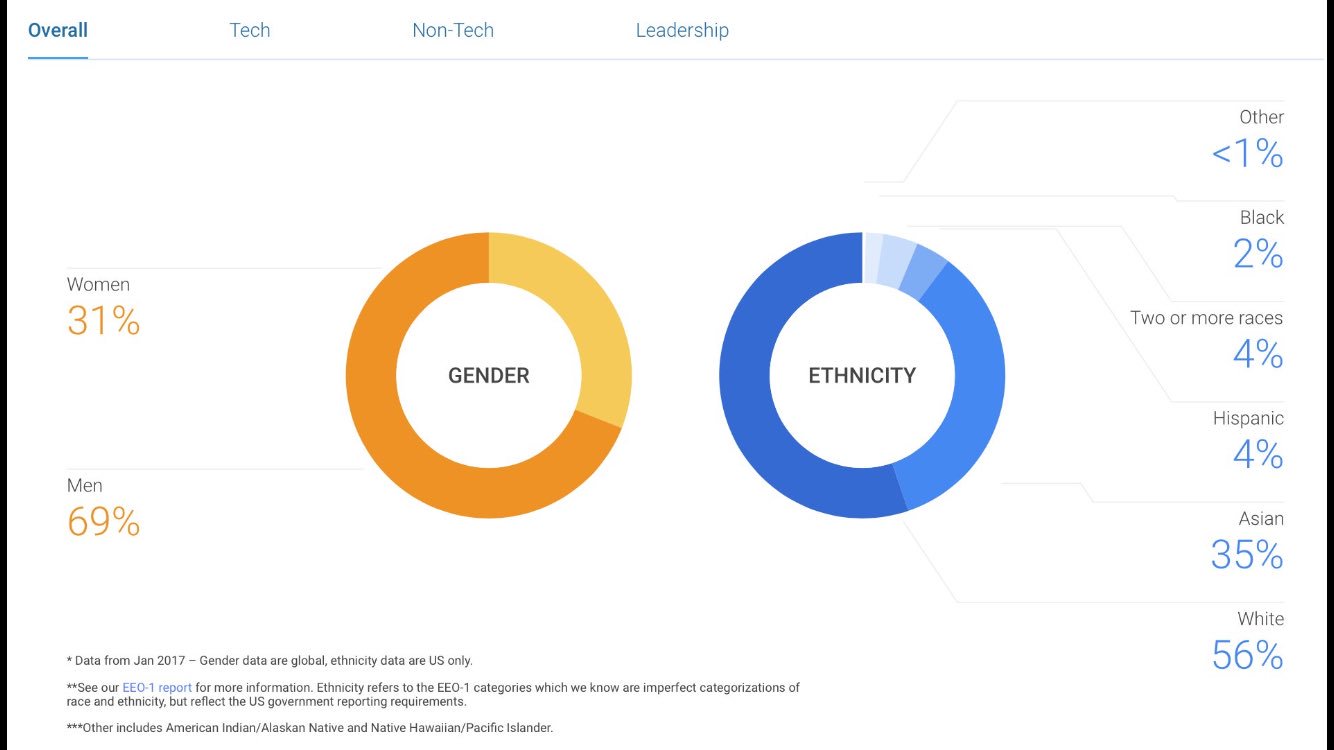 Overall
Tech
Non-Tech
Leadership
Women
31%
Men
69%
GENDER
ETHNICITY
Other
<1%
Black
2%
Two or more races
4%
Hispanic
4%
Asian
35%
White
56%
* Data from Jan 2017 – Gender data are global, ethnicity data are US only.
**See our EEO-1 report for more information. Ethnicity refers to the EEO-1 categories which we know are imperfect categorizations of
race and ethnicity, but reflect the US government reporting requirements.
***Other includes American Indian/Alaskan Native and Native Hawaiian/Pacific Islander.